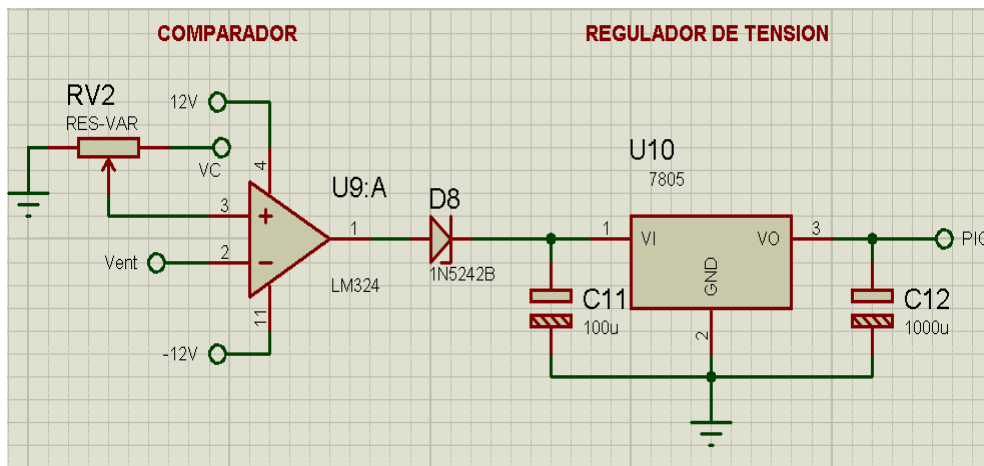 COMPARADOR
REGULADOR DE TENSION
RV2
RES-VAR
12V
VC
4
3
2
1
11
Vent
-12V
U9:A
LM324
D8
1N5242B
U10
7805
1
VI
VO
3
GND
2
C11
100u
C12
1000u
PIC